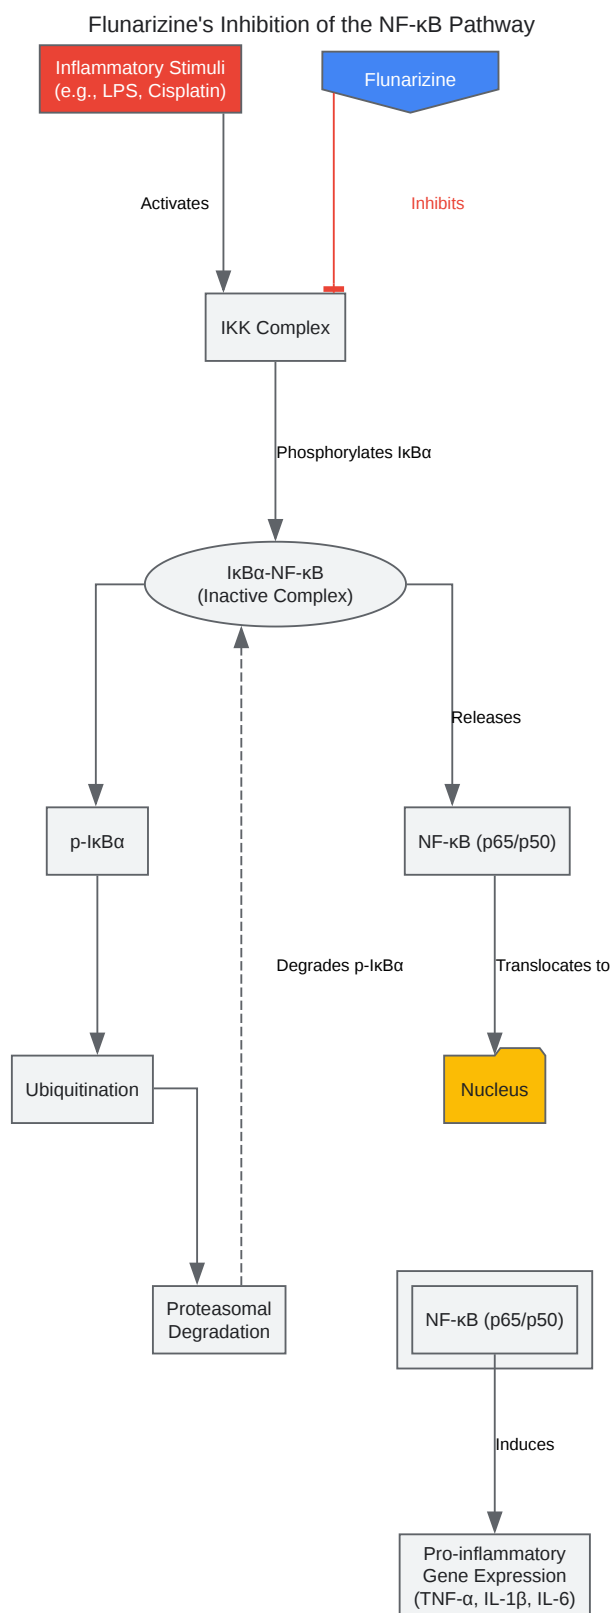 Flunarizine's Inhibition of the NF-κB Pathway
Inflammatory Stimuli
(e.g., LPS, Cisplatin)
Flunarizine
Activates
Inhibits
IKK Complex
Phosphorylates IκBα
IκBα-NF-κB
(Inactive Complex)
Releases
p-IκBα
NF-κB (p65/p50)
Degrades p-IκBα
Translocates to
Ubiquitination
Nucleus
Proteasomal
Degradation
NF-κB (p65/p50)
Induces
Pro-inflammatory
Gene Expression
(TNF-α, IL-1β, IL-6)